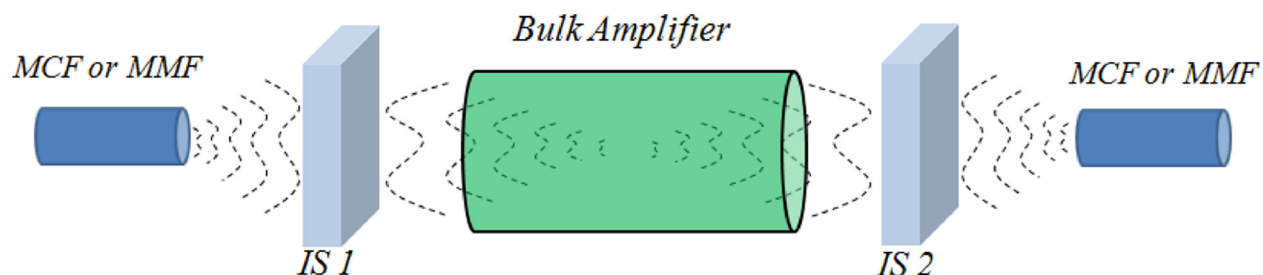 Bulk Amplifier
MCF or MMF
MCF or MMF
IS 1
IS 2